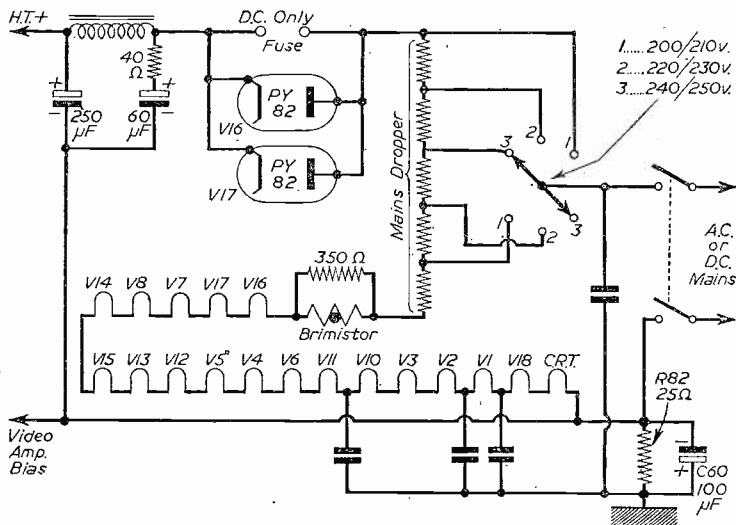 H.T.+
D.C. Only
Fuse
40
Ω
+
-
250
μF
+
-
60
μF
PY
82
V16
PY
82
V17
Mains Dropper
1.....200/210v.
2....220/230v.
3....240/250v.
2
1
3
3
1
2
A.C.
or
D.C.
Mains
350 Ω
Brimistor
V14 V8 V7 V17 V16
V15 V13 V12 V5 V4 V6 V11 V10 V3 V2 V1 V18 C.R.T.
Video
Amp.
Bias
R82
25Ω
-
+
C60
100
μF